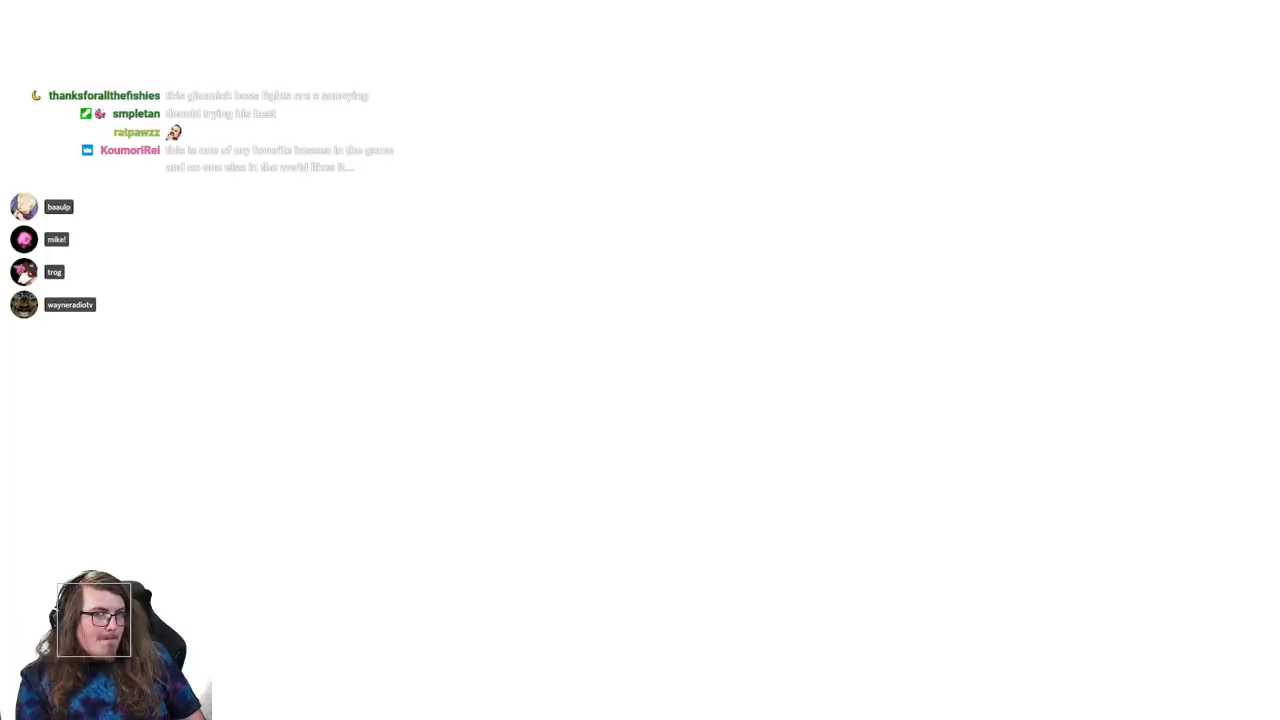 thanksforallthefishies this gimmick boss fights are s annoying
smpletan donald trying his best
ratpawzz
KoumoriRei this is one of my favorite bosses in the game
and no one else in the world likes it...
baaulp
mike!
trog
wayneradiotv